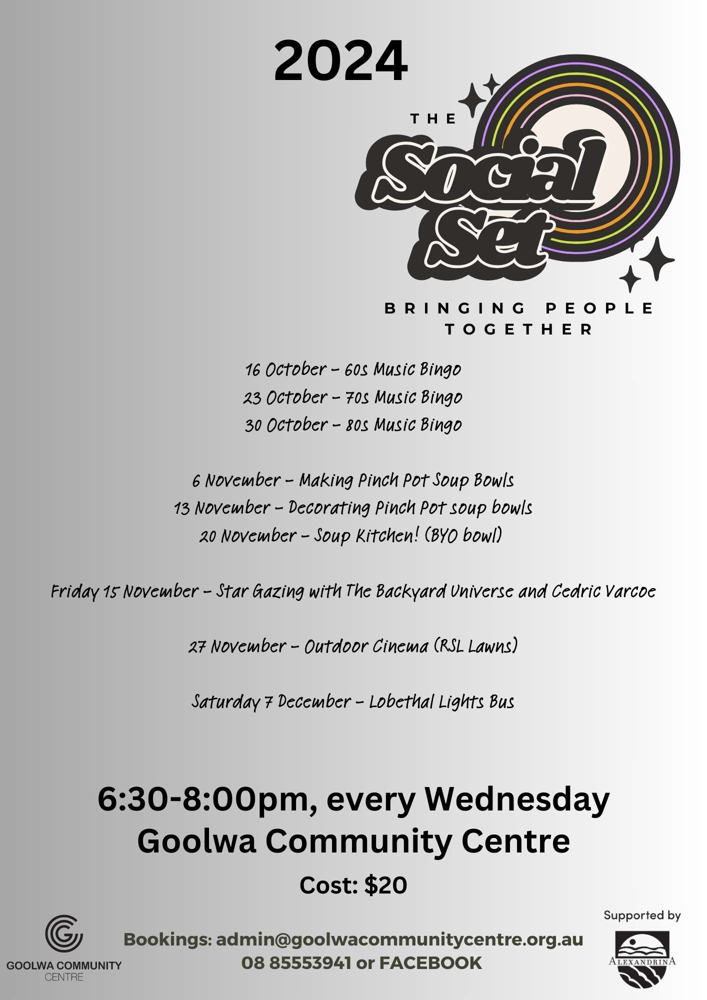 2024
THE
Social
Set
BRINGING PEOPLE
TOGETHER
16 October - 60s Music Bingo
23 October - 70s Music Bingo
30 October - 80s Music Bingo
6 November - Making Pinch Pot Soup Bowls
13 November - Decorating Pinch Pot soup bowls
20 November - Soup Kitchen! (BYO bowl)
Friday 15 November - Star Gazing with The Backyard Universe and Cedric Varcoe
27 November - Outdoor Cinema (RSL Lawns)
Saturday 7 December - Lobethal Lights Bus
6:30-8:00pm, every Wednesday
Goolwa Community Centre
Cost: $20
Bookings: admin@goolwacommunitycentre.org.au
08 85553941 or FACEBOOK
GOOLWA COMMUNITY
CENTRE
Supported by
ALEXANDRINA